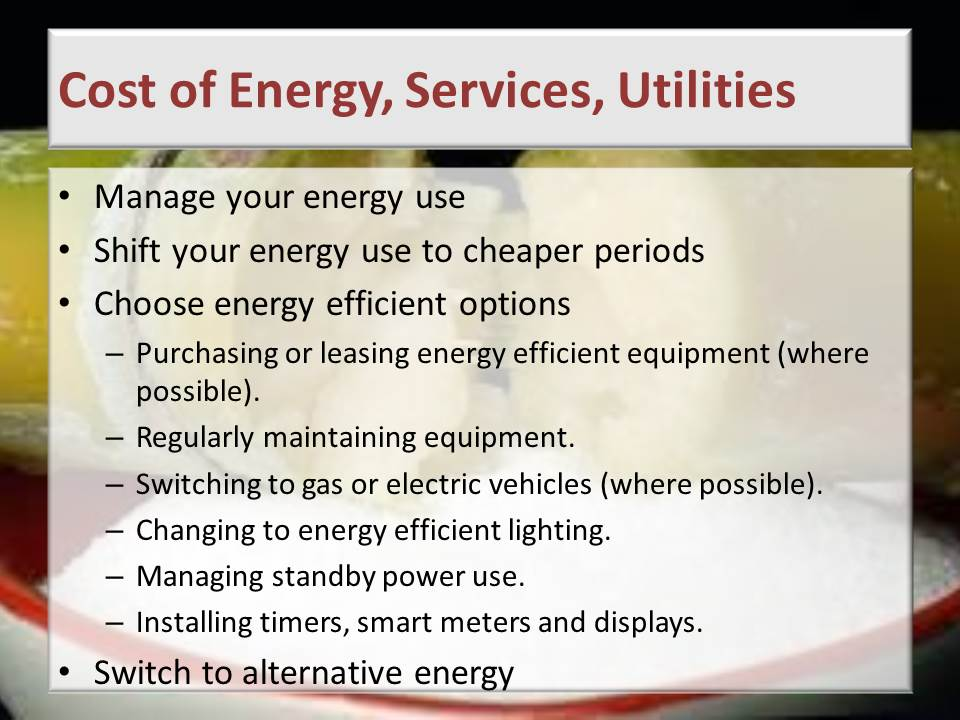 Cost of Energy, Services, Utilities
• Manage your energy use
• Shift your energy use to cheaper periods
• Choose energy efficient options
– Purchasing or leasing energy efficient equipment (where
possible).
– Regularly maintaining equipment.
– Switching to gas or electric vehicles (where possible).
– Changing to energy efficient lighting.
– Managing standby power use.
– Installing timers, smart meters and displays.
• Switch to alternative energy